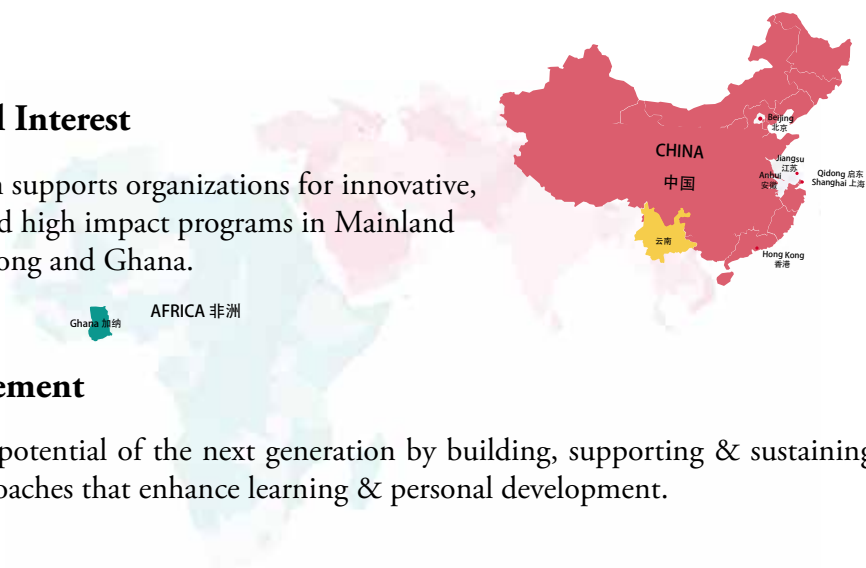 l Interest
n supports organizations for innovative,
d high impact programs in Mainland
ong and Ghana.
CHINA
中国
Beijing
北京
Jiangsu
江苏
Anhui
安徽
Qidong 启东
Shanghai 上海
云南
Hong Kong
香港
AFRICA 非洲
Ghana 加纳
ement
potential of the next generation by building, supporting & sustaining
oaches that enhance learning & personal development.